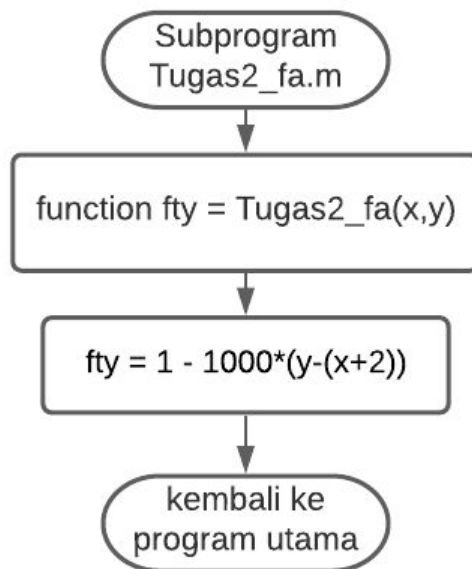 Subprogram
Tugas2_fa.m
function fty = Tugas2_fa(x,y)
fty = 1 - 1000*(y-(x+2))
kembali ke
program utama